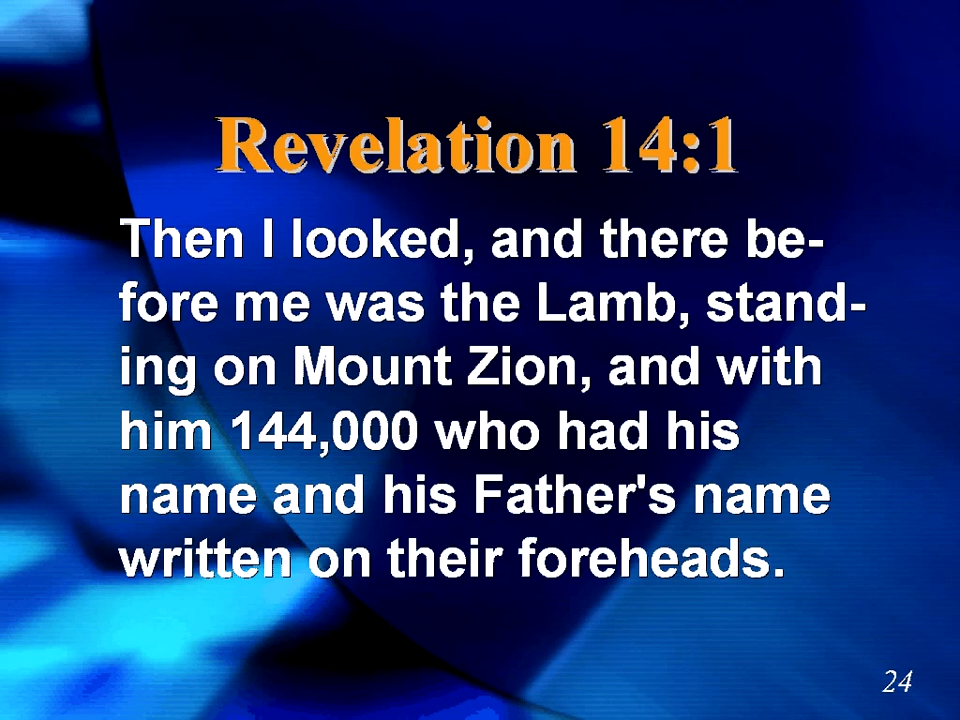 Revelation 14:1
Then I looked, and there be-
fore me was the Lamb, stand-
ing on Mount Zion, and with
him 144,000 who had his
name and his Father's name
written on their foreheads.
24